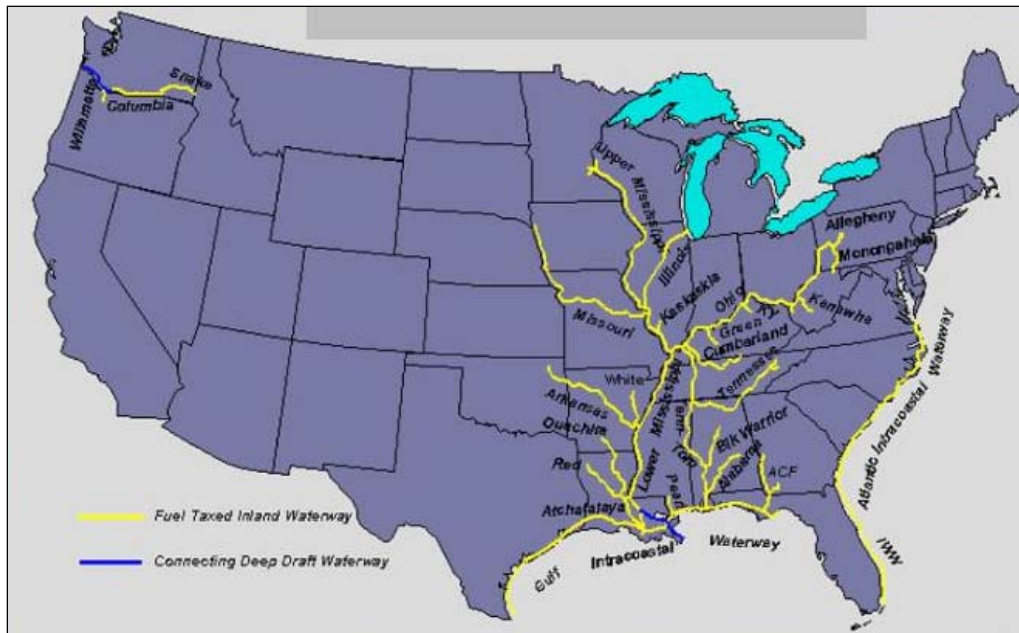 Snake
Columbia
Willamette
Upper Mississippi
Illinois
Kaskaskia
Missouri
Allegheny
Monongahela
Ohio
Kanawha
Green
Cumberland
Tennessee
White
Arkansas
Ouachita
Red
Atchafalaya
Lower Mississippi
Tenn
Tom
Blk Warrior
Alabama
Pearl
ACF
Atlantic Intracoastal Waterway
IWW
Gulf Intracoastal Waterway
Fuel Taxed Inland Waterway
Connecting Deep Draft Waterway